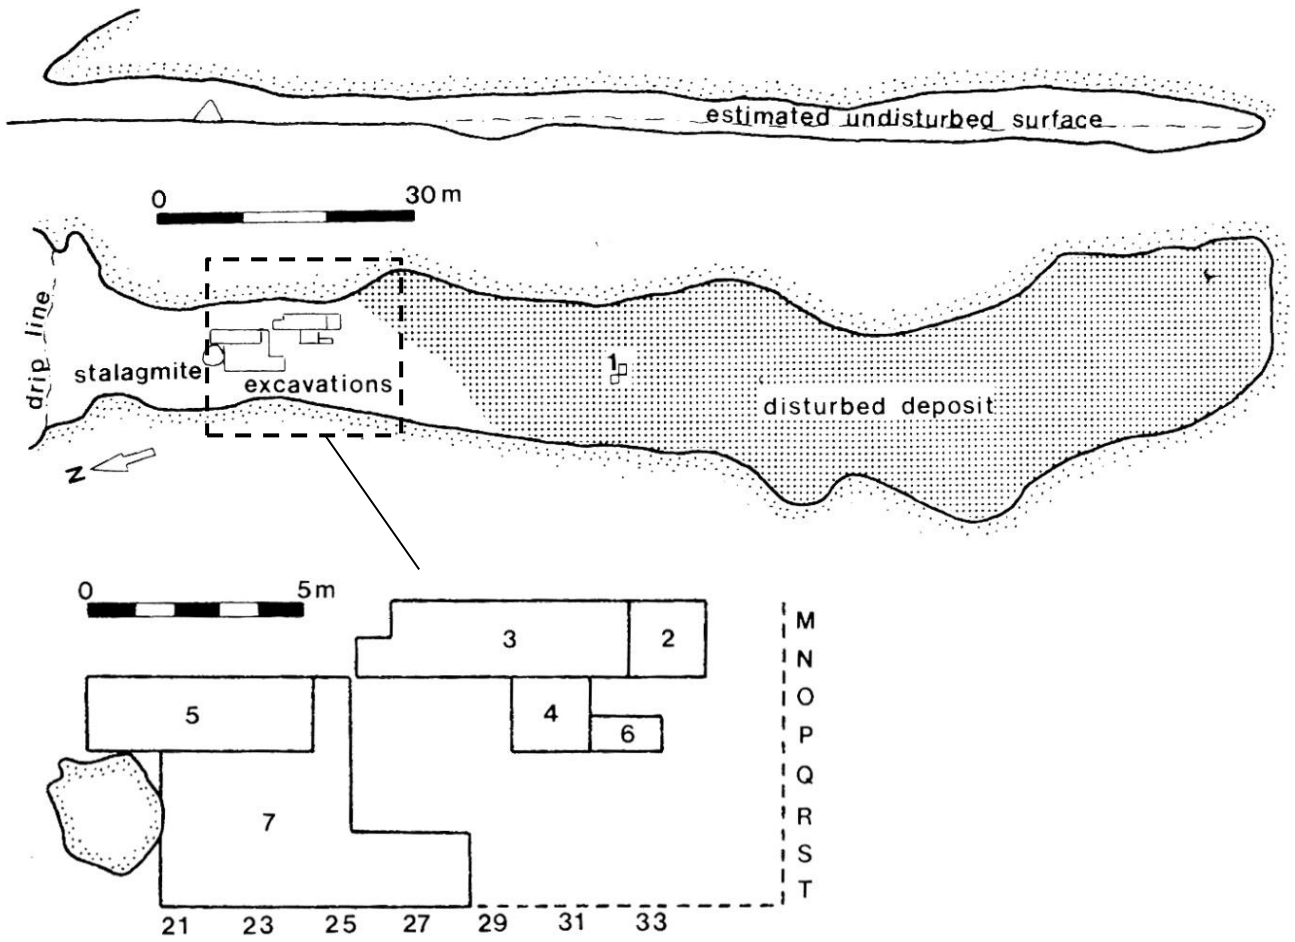 estimated undisturbed surface
0 30 m
drip line
stalagmite
excavations
1
disturbed deposit
N
0 5 m
3 2
5 4 6
7
M
N
O
P
Q
R
S
T
21 23 25 27 29 31 33